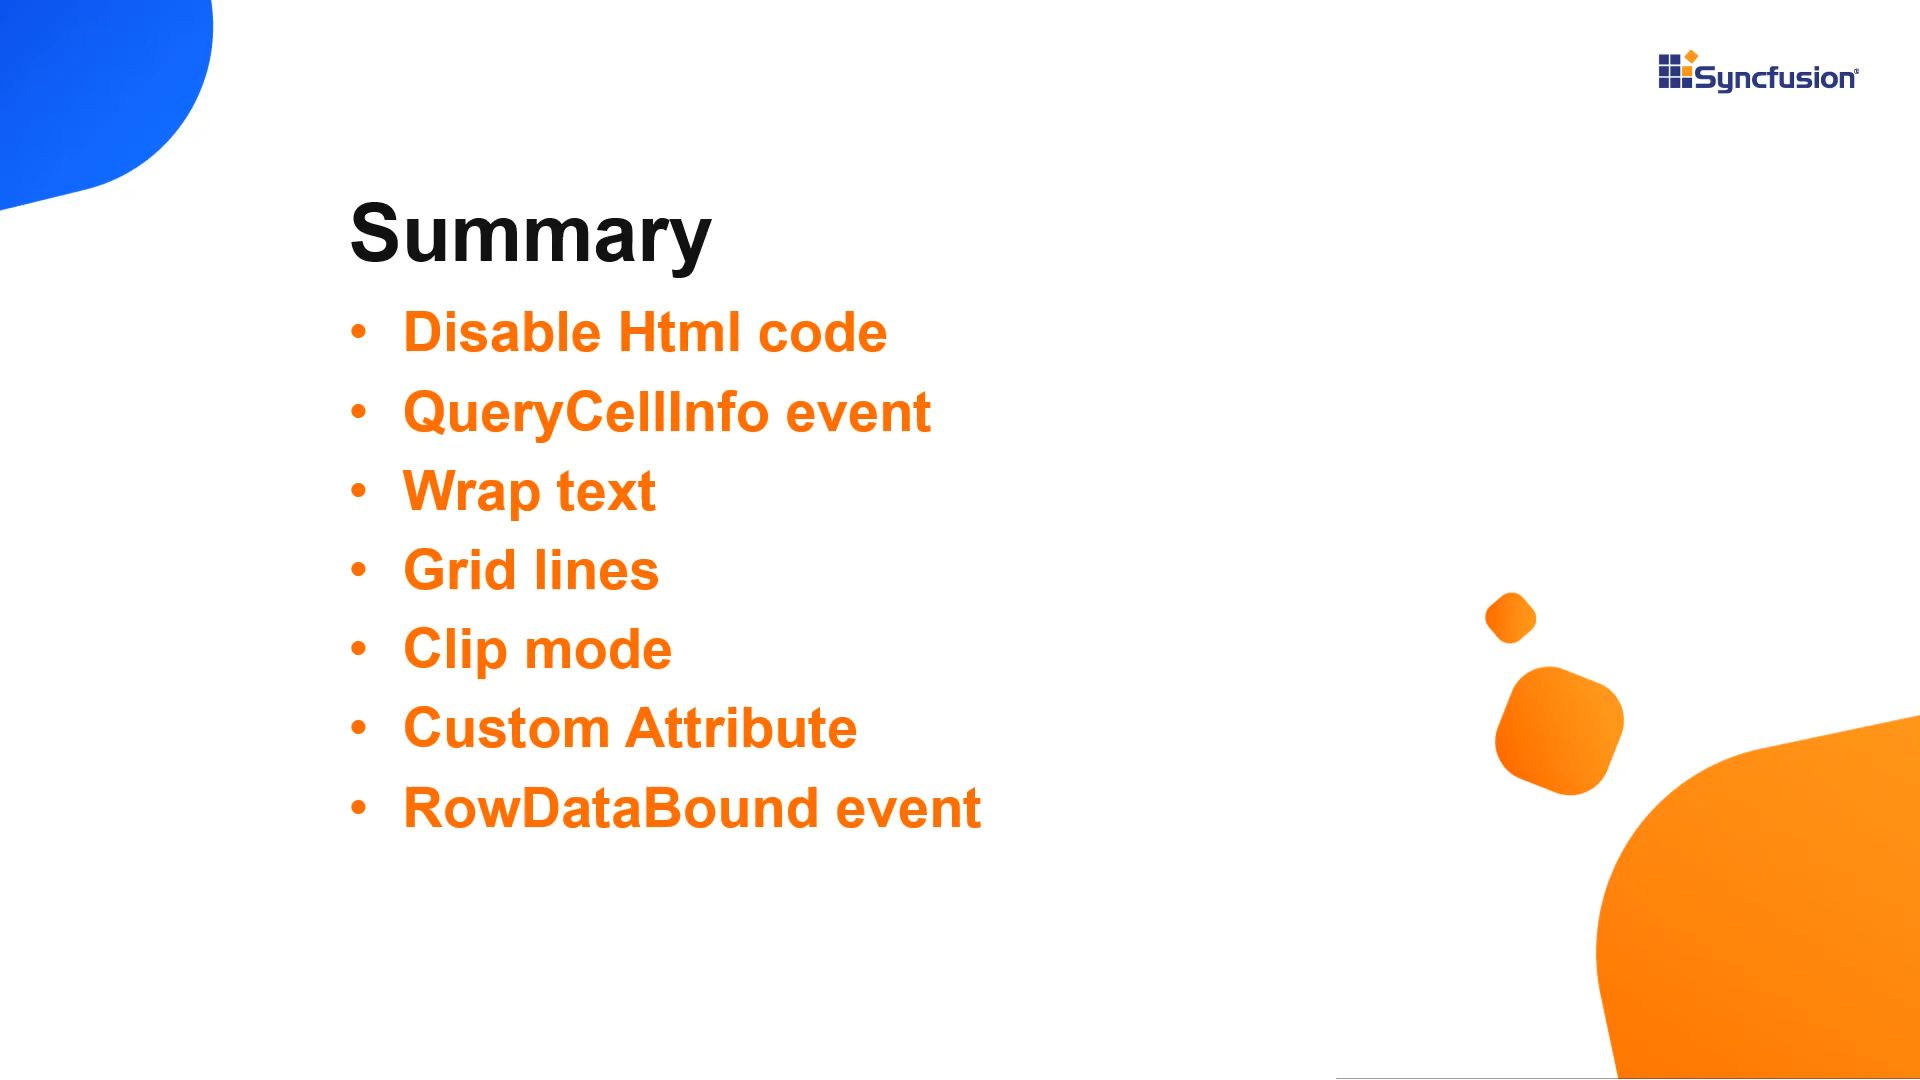 Syncfusion®
Summary
• Disable Html code
• QueryCellInfo event
• Wrap text
• Grid lines
• Clip mode
• Custom Attribute
• RowDataBound event